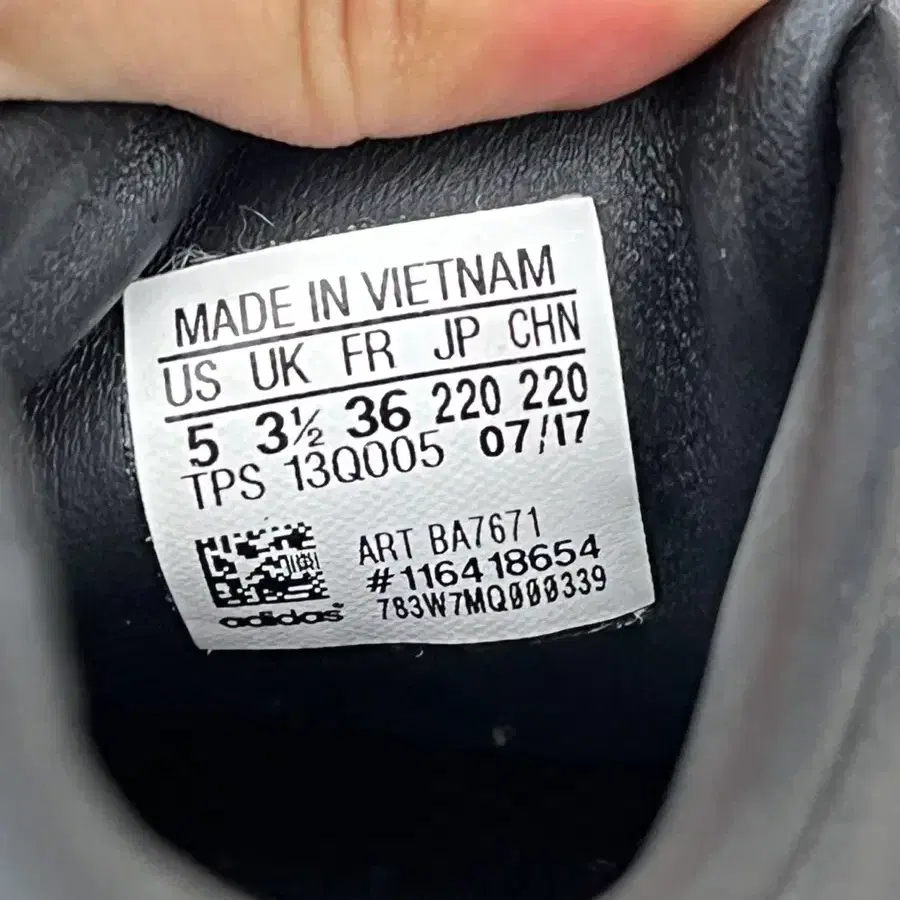 MADE IN VIETNAM
US UK FR JP CHN
5 3½ 36 220 220
TPS 13Q005 07/17
ART BA7671
#116418654
783W7MQ000339
adidas